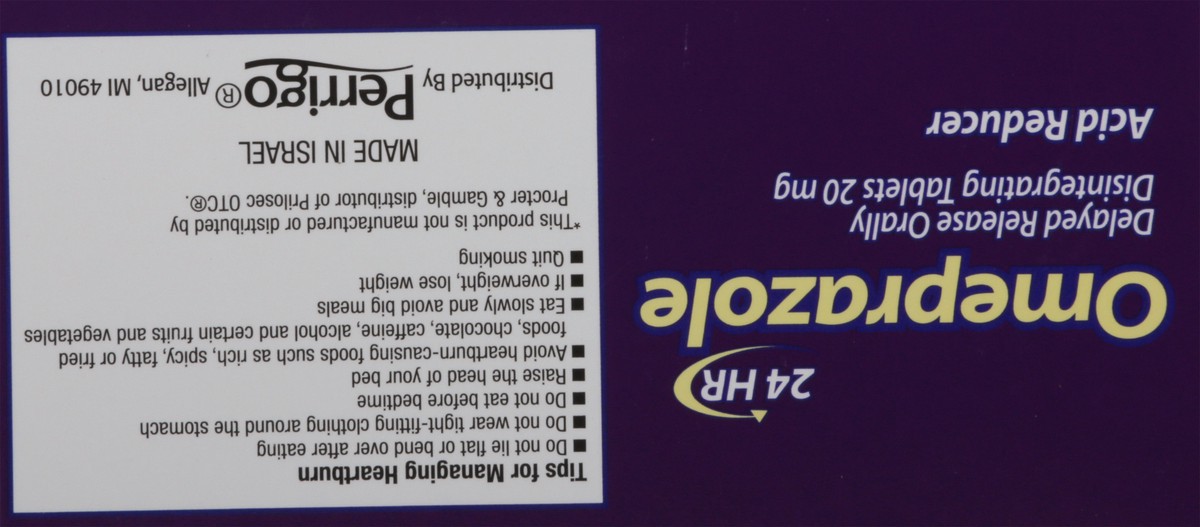 24 HR
Omeprazole
Delayed Release Orally
Disintegrating Tablets 20 mg
Acid Reducer
Tips for Managing Heartburn
■ Do not lie flat or bend over after eating
■ Do not wear tight-fitting clothing around the stomach
■ Do not eat before bedtime
■ Raise the head of your bed
■ Avoid heartburn-causing foods such as rich, spicy, fatty or fried
foods, chocolate, caffeine, alcohol and certain fruits and vegetables
■ Eat slowly and avoid big meals
■ If overweight, lose weight
■ Quit smoking
*This product is not manufactured or distributed by
Procter & Gamble, distributor of Prilosec OTC®.
MADE IN ISRAEL
Distributed By Perrigo® Allegan, MI 49010